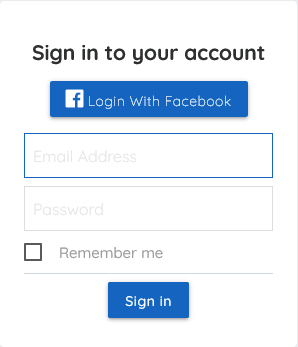 Sign in to your account
Login With Facebook
Email Address
Password
Remember me
Sign in